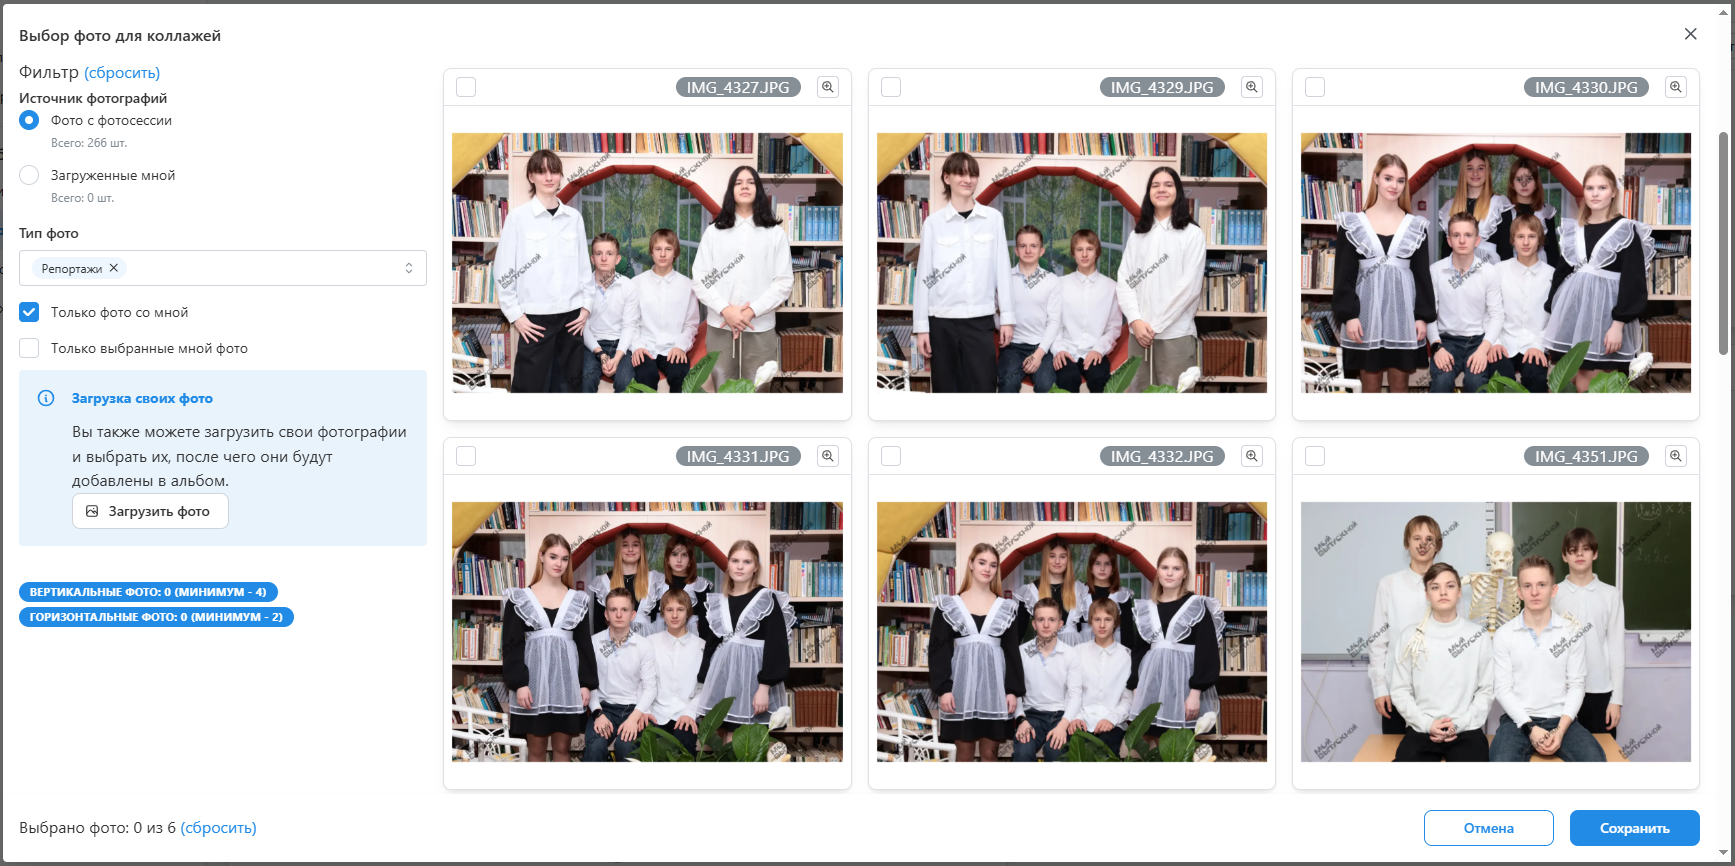 Выбор фото для коллажей
Фильтр (сбросить)
Источник фотографий
Фото с фотосессии
Всего: 266 шт.
Загруженные мной
Всего: 0 шт.
Тип фото
Репортажи
Только фото со мной
Только выбранные мной фото
Загрузка своих фото
Вы также можете загрузить свои фотографии
и выбрать их, после чего они будут
добавлены в альбом.
Загрузить фото
ВЕРТИКАЛЬНЫЕ ФОТО: 0 (МИНИМУМ - 4)
ГОРИЗОНТАЛЬНЫЕ ФОТО: 0 (МИНИМУМ - 2)
IMG_4327.JPG
IMG_4329.JPG
IMG_4330.JPG
МОЙ ВЫПУСКНОЙ
IMG_4331.JPG
IMG_4332.JPG
IMG_4351.JPG
МОЙ ВЫПУСКНОЙ
Выбрано фото: 0 из 6 (сбросить)
Отмена
Сохранить